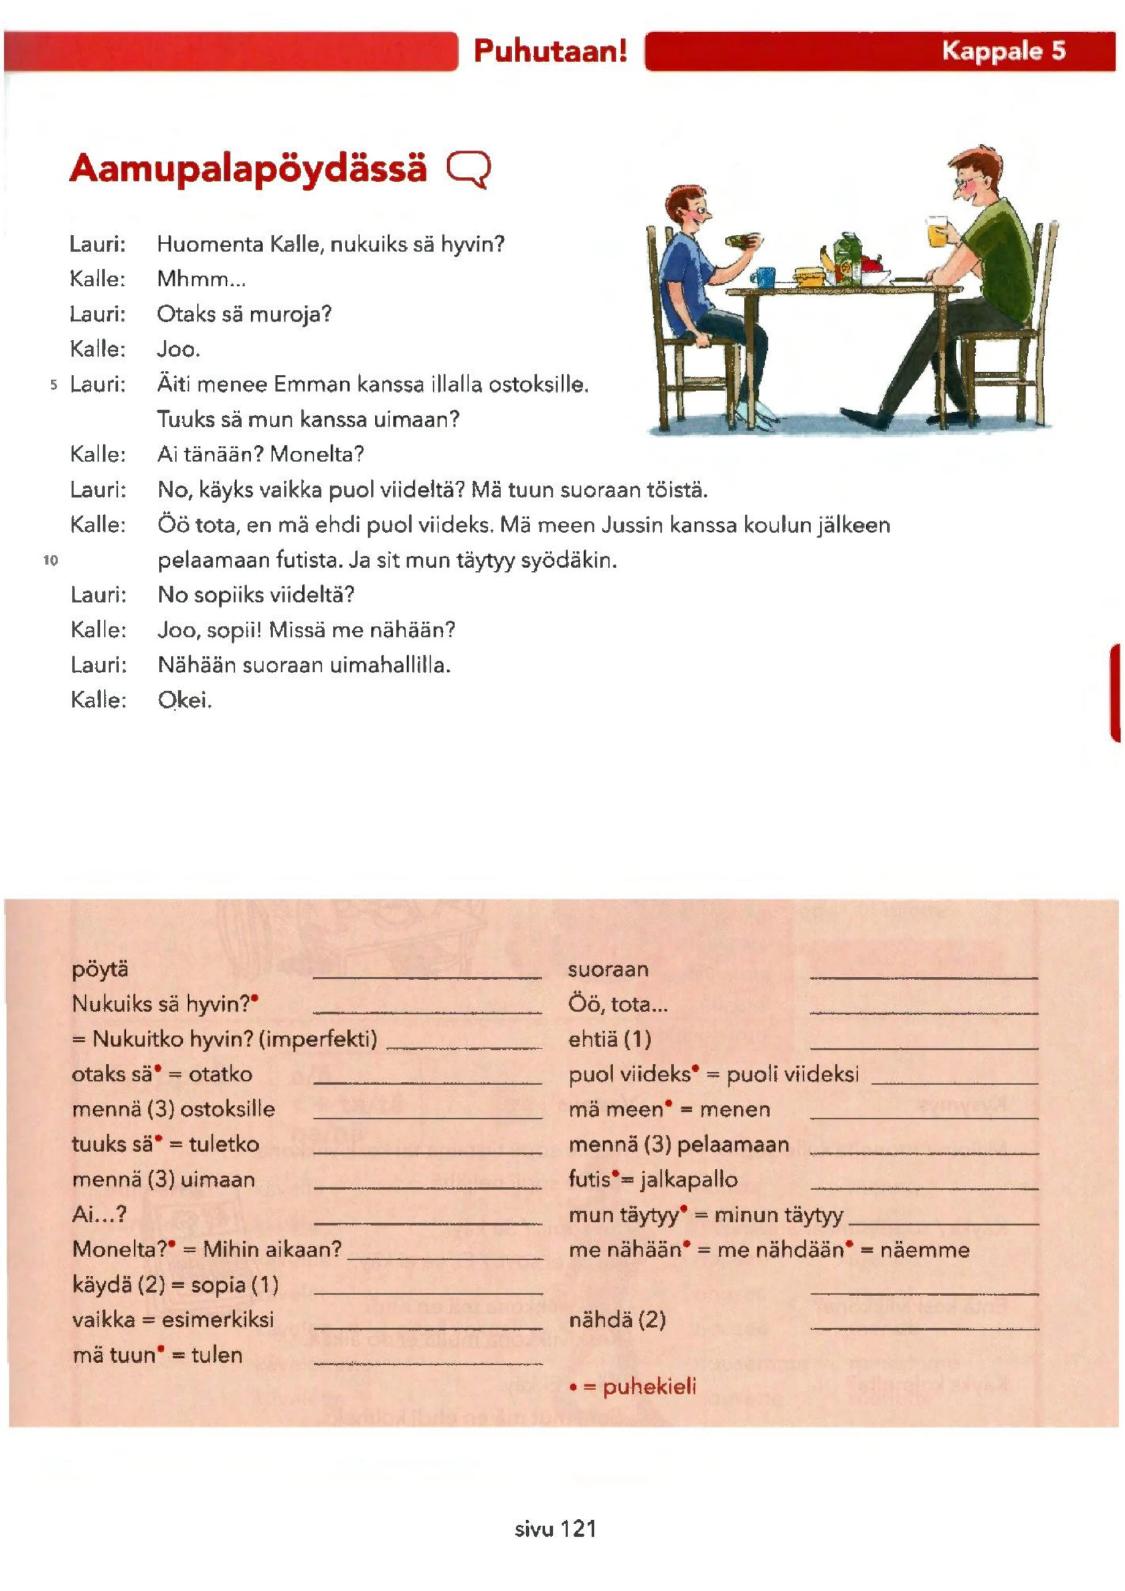 Puhutaan!
Kappale 5
Aamupalapöydässä
Lauri: Huomenta Kalle, nukuiks sä hyvin?
Kalle: Mhmm...
Lauri: Otaks sä muroja?
Kalle: Joo.
5 Lauri: Äiti menee Emman kanssa illalla ostoksille.
Tuuks sä mun kanssa uimaan?
Kalle: Ai tänään? Monelta?
Lauri: No, käyks vaikka puol viideltä? Mä tuun suoraan töistä.
Kalle: Öö tota, en mä ehdi puol viideks. Mä meen Jussin kanssa koulun jälkeen
10 pelaamaan futista. Ja sit mun täytyy syödäkin.
Lauri: No sopiiks viideltä?
Kalle: Joo, sopii! Missä me nähään?
Lauri: Nähään suoraan uimahallilla.
Kalle: Okei.
pöytä
Nukuiks sä hyvin?•
= Nukuitko hyvin? (imperfekti)
otaks sä• = otatko
mennä (3) ostoksille
tuuks sä• = tuletko
mennä (3) uimaan
Ai...?
Monelta?• = Mihin aikaan?
käydä (2) = sopia (1)
vaikka = esimerkiksi
mä tuun• = tulen
suoraan
Öö, tota...
ehtiä (1)
puol viideks• = puoli viideksi
mä meen• = menen
mennä (3) pelaamaan
futis•= jalkapallo
mun täytyy• = minun täytyy
me nähään• = me nähdään• = näemme
nähdä (2)
• = puhekieli
sivu 121